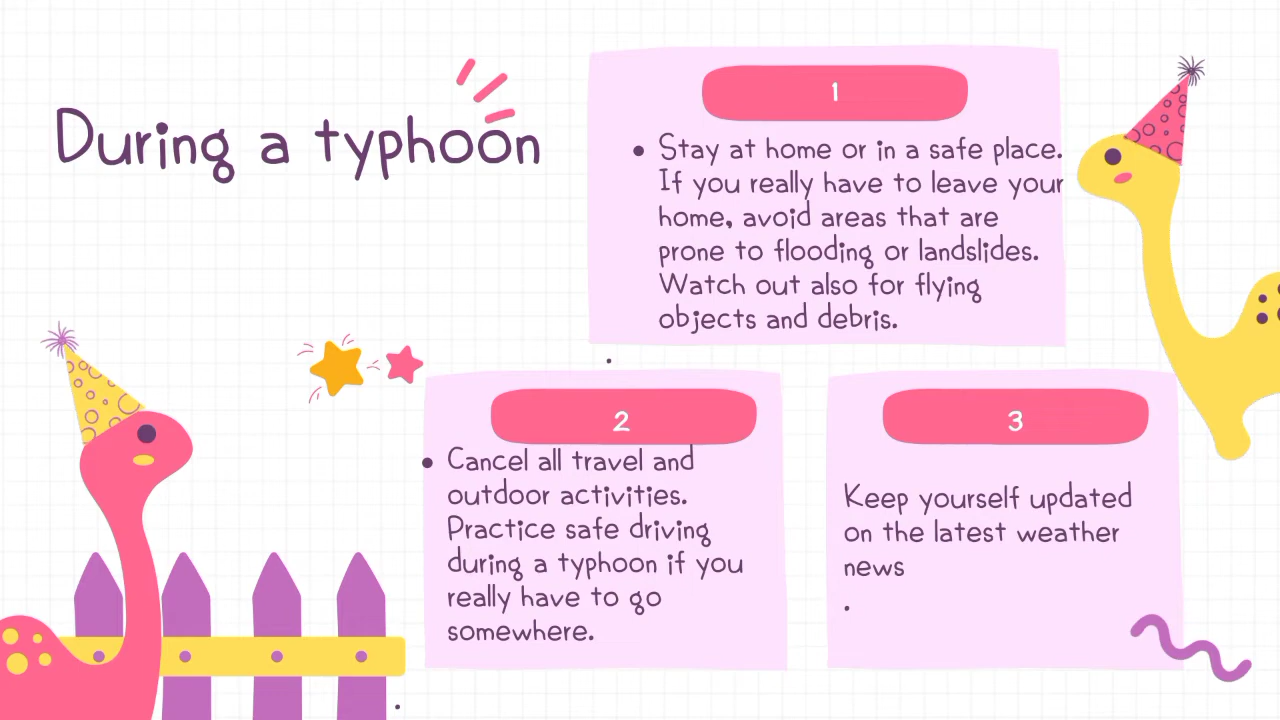 During a typhoon
1
• Stay at home or in a safe place.
If you really have to leave your
home, avoid areas that are
prone to flooding or landslides.
Watch out also for flying
objects and debris.
.
2
• Cancel all travel and
outdoor activities.
Practice safe driving
during a typhoon if you
really have to go
somewhere.
.
3
Keep yourself updated
on the latest weather
news
.